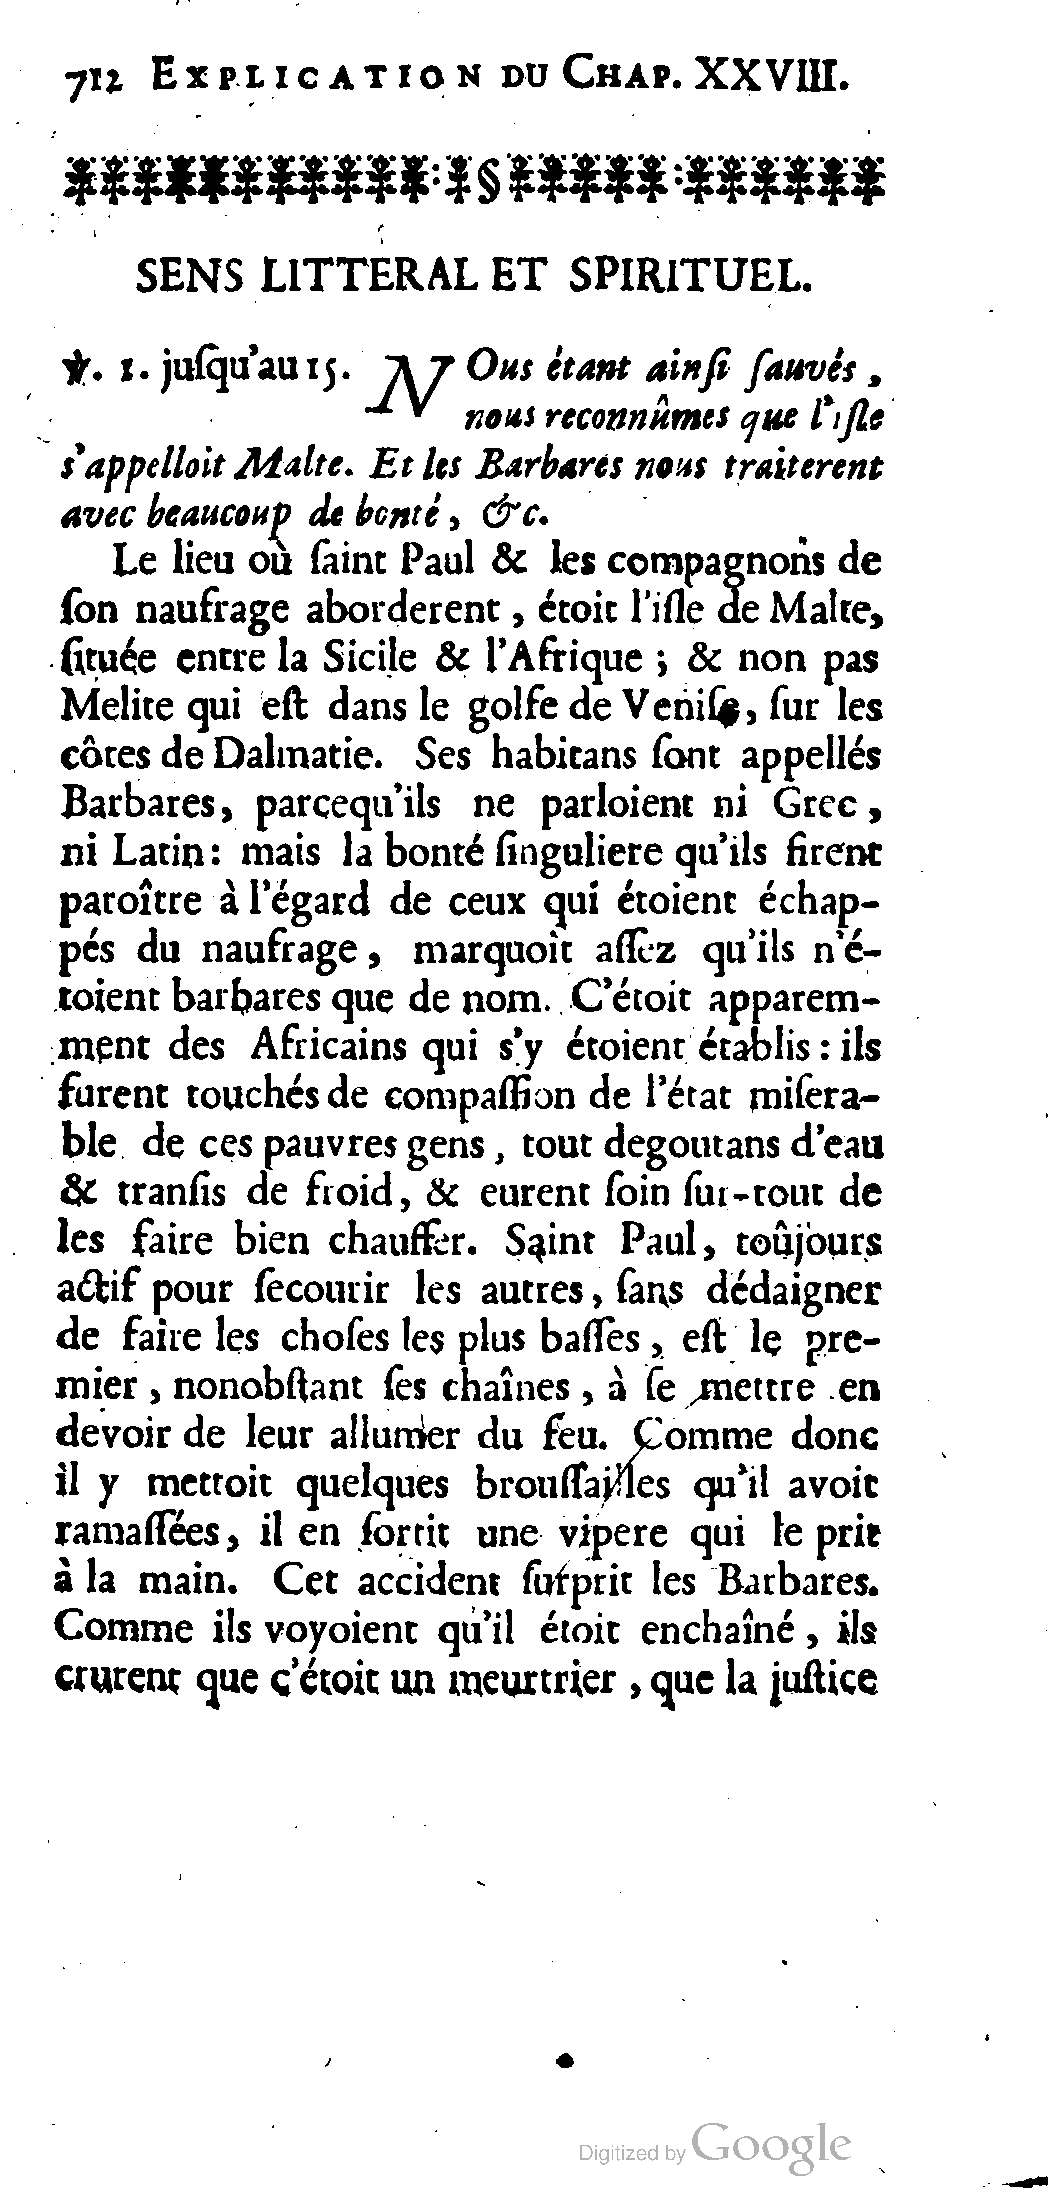 712 EXPLICATION DU CHAP. XXVIII.
SENS LITTERAL ET SPIRITUEL.
℣. 1. juſqu'au 15. NOus étant ainſi ſauvés,
nous reconnûmes que l'iſle
s'appelloit Malte. Et les Barbares nous traiterent
avec beaucoup de bonté, &c.
Le lieu où ſaint Paul & les compagnons de
ſon naufrage aborderent, étoit l'iſle de Malte,
ſituée entre la Sicile & l'Afrique; & non pas
Melite qui eſt dans le golfe de Veniſe, ſur les
côtes de Dalmatie. Ses habitans ſont appellés
Barbares, parcequ'ils ne parloient ni Grec,
ni Latin: mais la bonté ſinguliere qu'ils firent
paroître à l'égard de ceux qui étoient échap-
pés du naufrage, marquoit aſſez qu'ils n'é-
toient barbares que de nom. C'étoit apparem-
ment des Africains qui s'y étoient établis: ils
furent touchés de compaſſion de l'état miſera-
ble de ces pauvres gens, tout degoutans d'eau
& tranſis de froid, & eurent ſoin ſur-tout de
les faire bien chauffer. Saint Paul, toûjours
actif pour ſecourir les autres, ſans dédaigner
de faire les choſes les plus baſſes, eſt le pre-
mier, nonobſtant ſes chaînes, à ſe mettre en
devoir de leur allumer du feu. Comme donc
il y mettoit quelques brouſſailles qu'il avoit
ramaſſées, il en ſortit une vipere qui le prit
à la main. Cet accident ſurprit les Barbares.
Comme ils voyoient qu'il étoit enchaîné, ils
crurent que c'étoit un meurtrier, que la juſtice
Digitized by Google